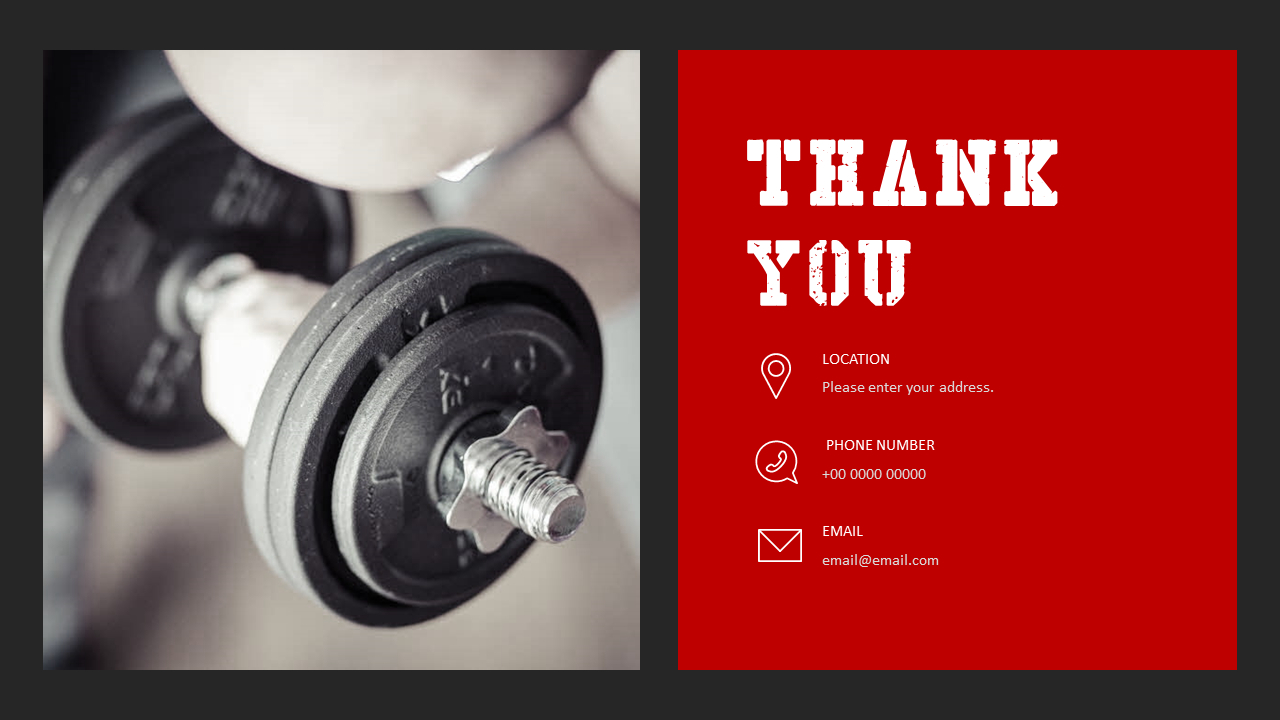 THANK
YOU
LOCATION
Please enter your address.
PHONE NUMBER
+00 0000 00000
EMAIL
email@email.com